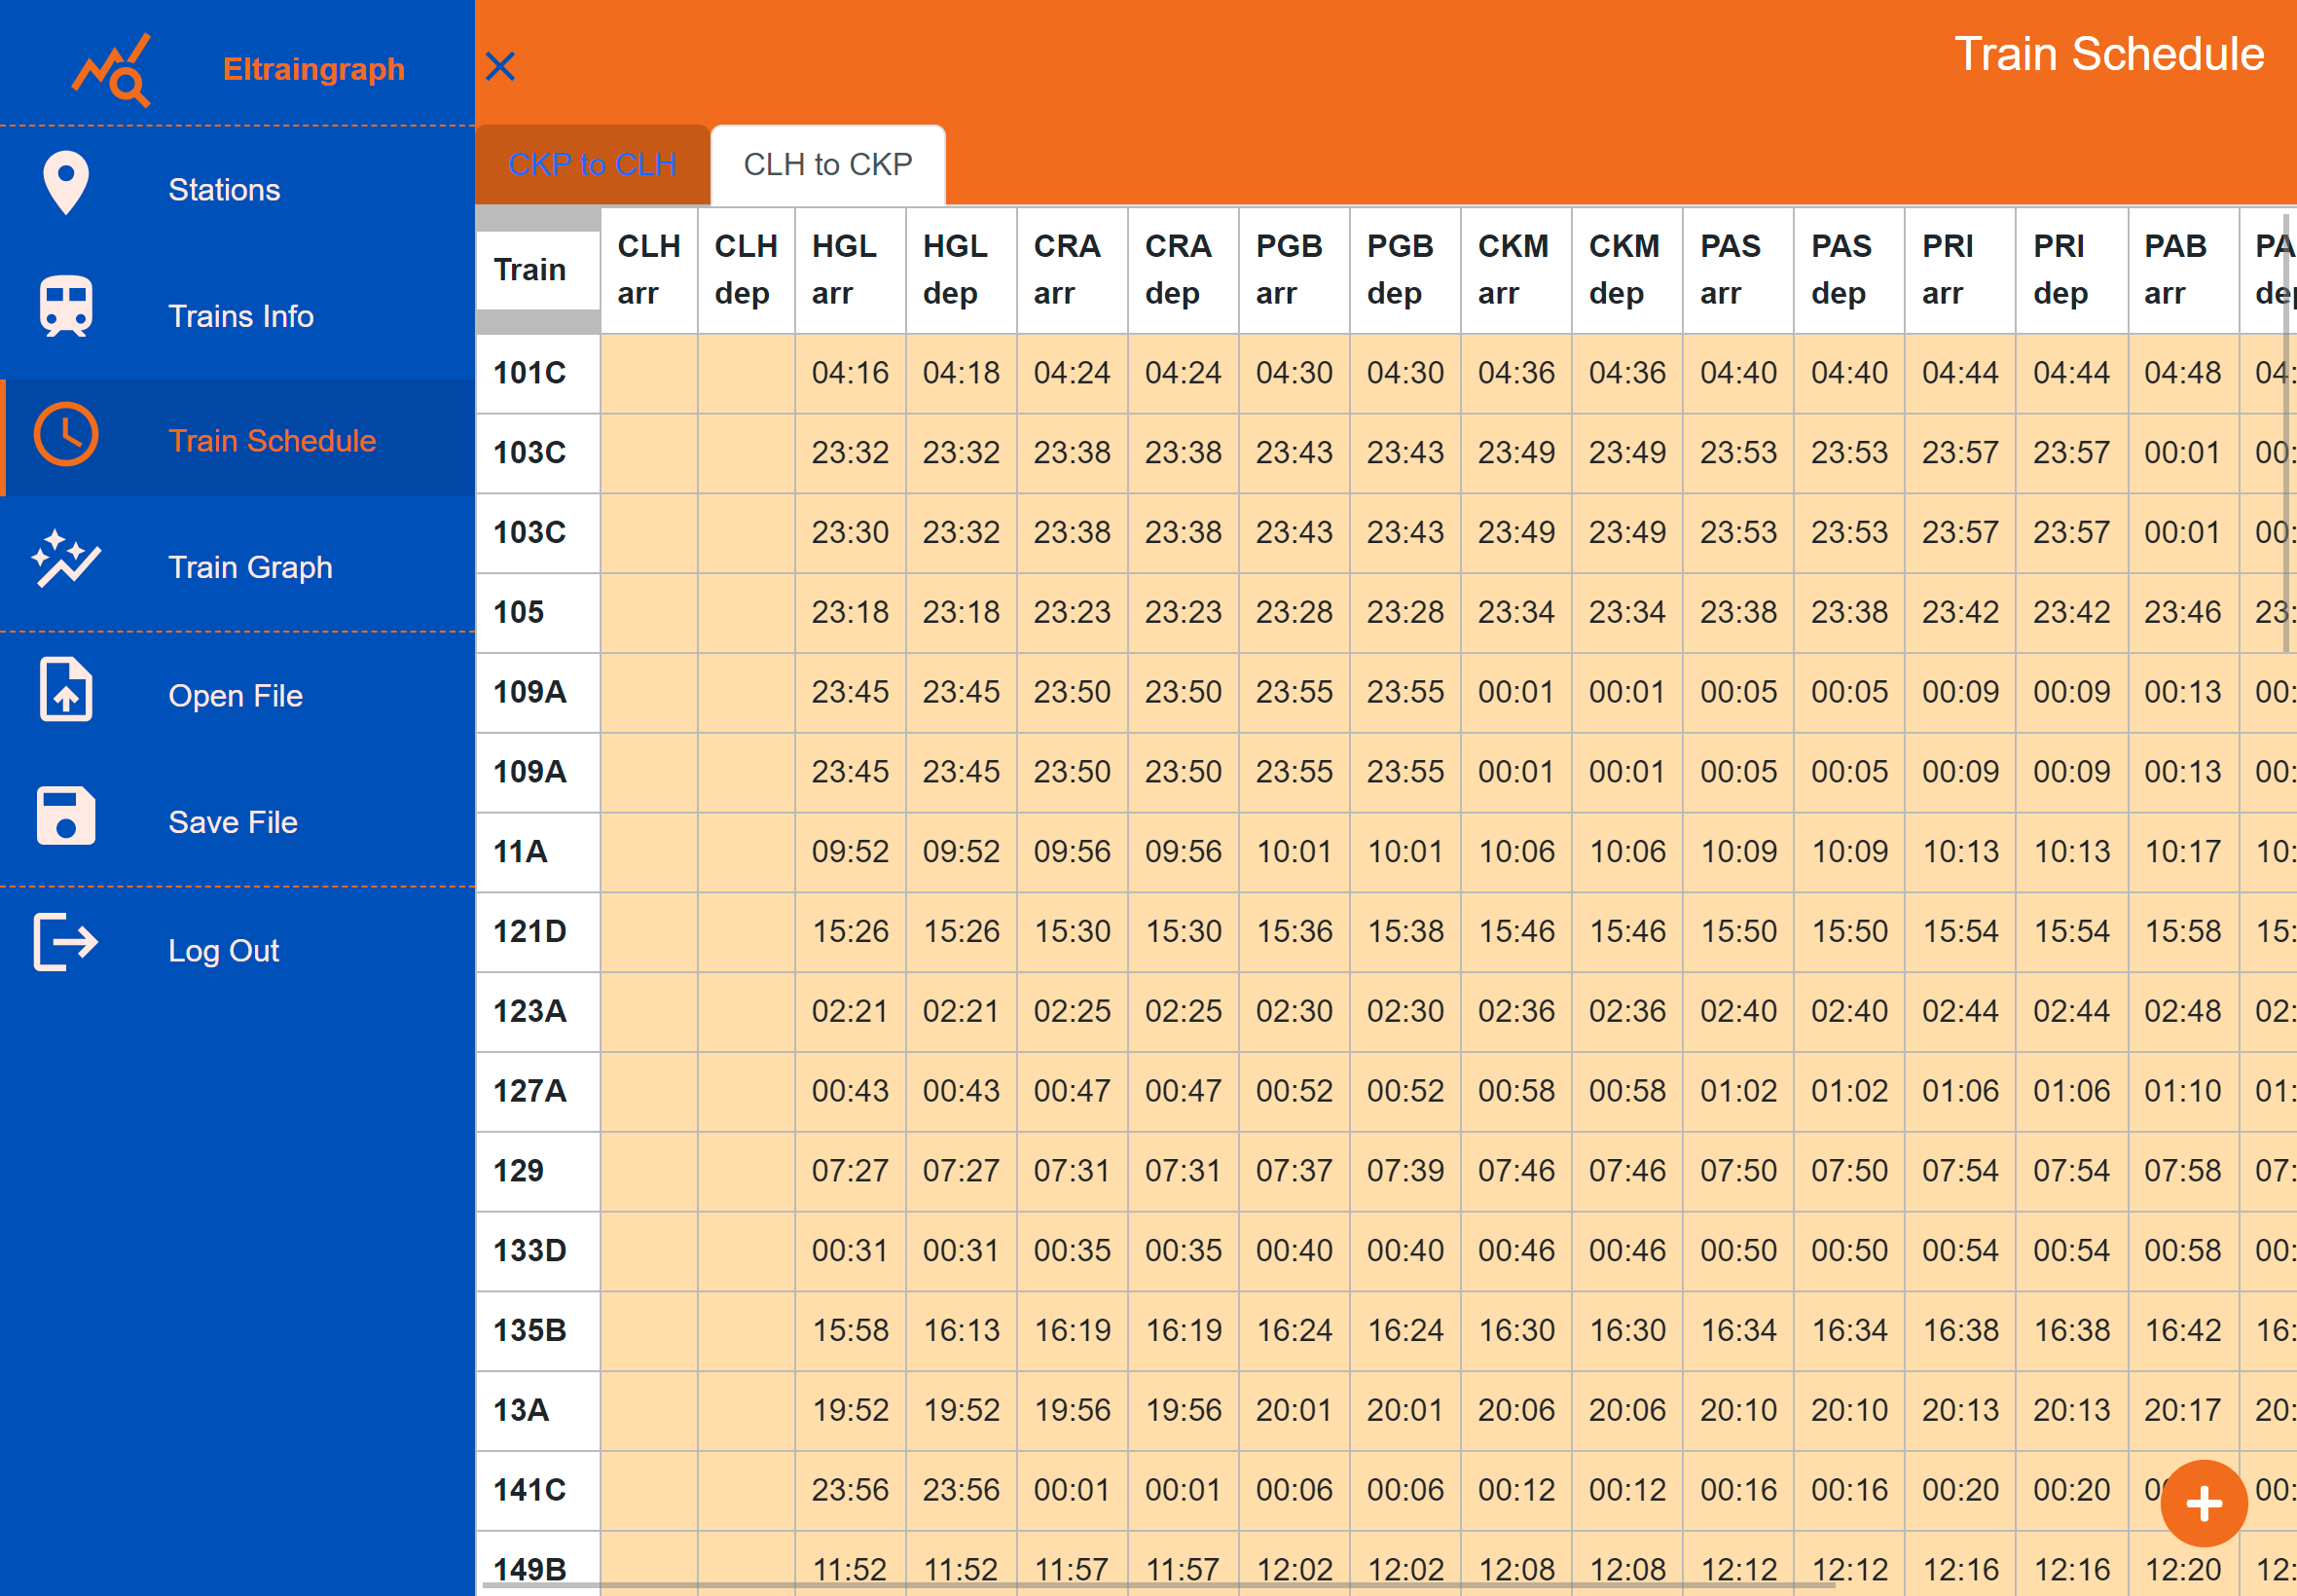 Eltraingraph
Train Schedule
Stations
Trains Info
Train Schedule
Train Graph
Open File
Save File
Log Out
CKP to CLH CLH to CKP
Train CLH arr CLH dep HGL arr HGL dep CRA arr CRA dep PGB arr PGB dep CKM arr CKM dep PAS arr PAS dep PRI arr PRI dep PAB arr
101C 04:16 04:18 04:24 04:24 04:30 04:30 04:36 04:36 04:40 04:40 04:44 04:44 04:48 04:
103C 23:32 23:32 23:38 23:38 23:43 23:43 23:49 23:49 23:53 23:53 23:57 23:57 00:01 00:
103C 23:30 23:32 23:38 23:38 23:43 23:43 23:49 23:49 23:53 23:53 23:57 23:57 00:01 00:
105 23:18 23:18 23:23 23:23 23:28 23:28 23:34 23:34 23:38 23:38 23:42 23:42 23:46 23:
109A 23:45 23:45 23:50 23:50 23:55 23:55 00:01 00:01 00:05 00:05 00:09 00:09 00:13 00:
109A 23:45 23:45 23:50 23:50 23:55 23:55 00:01 00:01 00:05 00:05 00:09 00:09 00:13 00:
11A 09:52 09:52 09:56 09:56 10:01 10:01 10:06 10:06 10:09 10:09 10:13 10:13 10:17 10:
121D 15:26 15:26 15:30 15:30 15:36 15:38 15:46 15:46 15:50 15:50 15:54 15:54 15:58 15:
123A 02:21 02:21 02:25 02:25 02:30 02:30 02:36 02:36 02:40 02:40 02:44 02:44 02:48 02:
127A 00:43 00:43 00:47 00:47 00:52 00:52 00:58 00:58 01:02 01:02 01:06 01:06 01:10 01:
129 07:27 07:27 07:31 07:31 07:37 07:39 07:46 07:46 07:50 07:50 07:54 07:54 07:58 07:
133D 00:31 00:31 00:35 00:35 00:40 00:40 00:46 00:46 00:50 00:50 00:54 00:54 00:58 00:
135B 15:58 16:13 16:19 16:19 16:24 16:24 16:30 16:30 16:34 16:34 16:38 16:38 16:42 16:
13A 19:52 19:52 19:56 19:56 20:01 20:01 20:06 20:06 20:10 20:10 20:13 20:13 20:17 20:
141C 23:56 23:56 00:01 00:01 00:06 00:06 00:12 00:12 00:16 00:16 00:20 00:20 00:
149B 11:52 11:52 11:57 11:57 12:02 12:02 12:08 12:08 12:12 12:12 12:16 12:16 12:20 12: